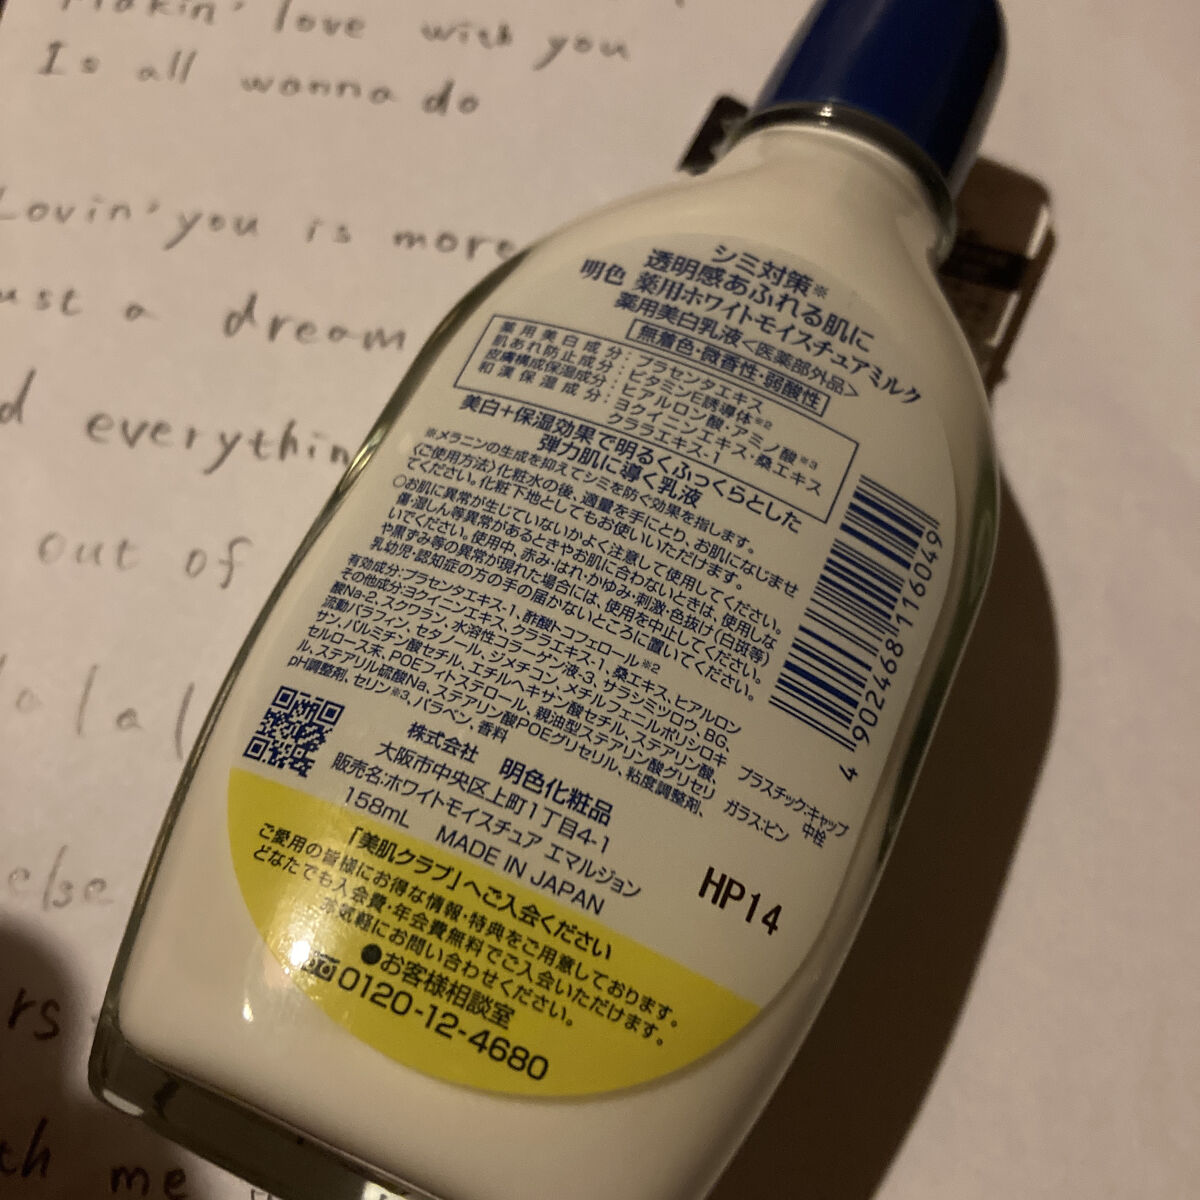 Makin' love with you
Is all wanna do
Lovin' you is more
ust a dream
d everythin
out of
lalal
else
rs
th me
シミ対策※
透明感あふれる肌に
明色 薬用ホワイトモイスチュアミルク
薬用美白乳液<医薬部外品>
無着色・微香性・弱酸性
薬用美白成分:プラセンタエキス
肌あれ防止成分:ビタミンE誘導体※2
皮膚構成保湿成分:ヒアルロン酸・アミノ酸※3
和漢保湿成分:ヨクイニンエキス・桑エキス
クララエキス-1
美白+保湿効果で明るくふっくらとした
弾力肌に導く乳液
※メラニンの生成を抑えてシミを防ぐ効果を指します。
〈ご使用方法〉化粧水の後、適量を手にとり、お肌になじませ
てください。化粧下地としてもお使いいただけます。
○お肌に異常が生じていないかよく注意して使用してください。
傷・湿しん等異常があるときやお肌に合わないときは、使用しな
いでください。使用中、赤み・はれ・かゆみ・刺激・色抜け(白斑等)
や黒ずみ等の異常が現れた場合には、使用を中止してください。
乳幼児・認知症の方の手の届かないところに置いてください。
有効成分:プラセンタエキス-1、酢酸トコフェロール※2
その他成分:ヨクイニンエキス、クララエキス-1、桑エキス、ヒアルロン
酸Na-2、スクワラン、水溶性コラーゲン液-3、サラシミツロウ、BG、
流動パラフィン、セタノール、ジメチコン、メチルフェニルポリシロキ
サン、パルミチン酸セチル、エチルヘキサン酸セチル、ステアリン酸、
セルロース末、POEフィトステロール、親油型ステアリン酸グリセリ
ル、ステアリル硫酸Na、ステアリン酸POEグリセリル、粘度調整剤、
pH調整剤、セリン※3、パラベン、香料
株式会社 明色化粧品
大阪市中央区上町1丁目4-1
販売名:ホワイトモイスチュア エマルジョン
158mL MADE IN JAPAN
プラスチック:キャップ
中栓
ガラス:ビン
4902468116049
HP14
「美肌クラブ」へご入会ください
ご愛用の皆様にお得な情報・特典をご用意しております。
どなたでも入会費・年会費無料でご入会いただけます。
お気軽にお問い合わせください。
●お客様相談室
0120-12-4680